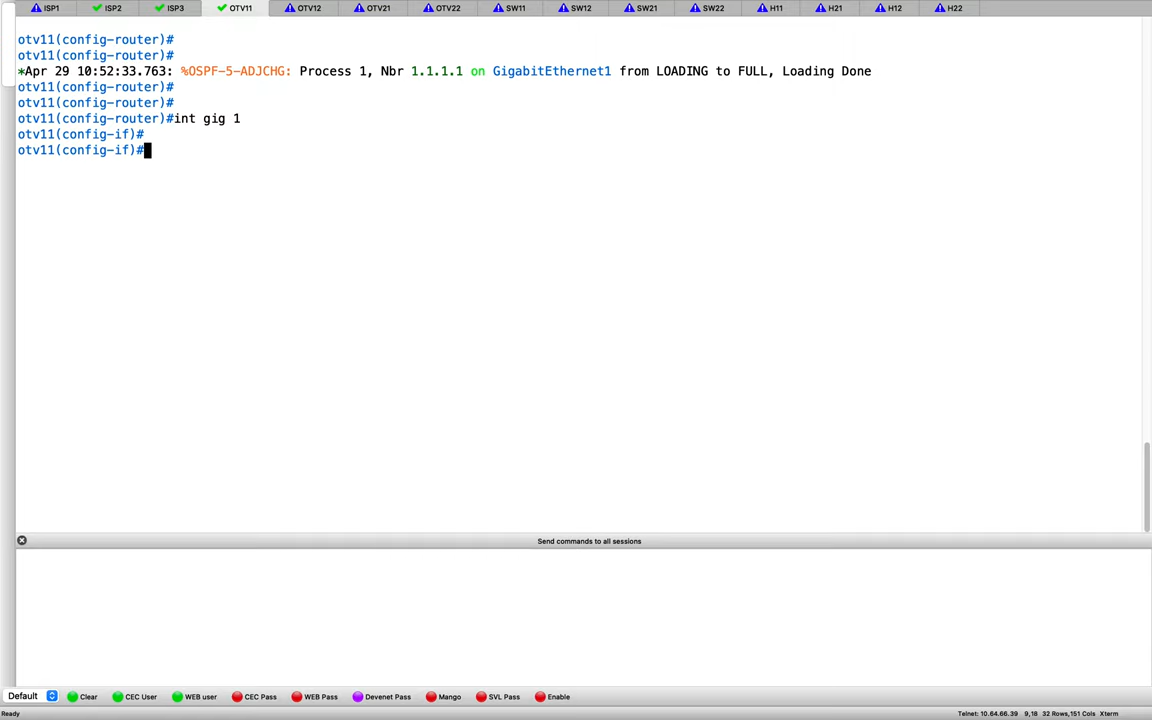 ISP1 ISP2 ISP3 OTV11 OTV12 OTV21 OTV22 SW11 SW12 SW21 SW22 H11 H21 H12 H22
otv11(config-router)#
otv11(config-router)#
*Apr 29 10:52:33.763: %OSPF-5-ADJCHG: Process 1, Nbr 1.1.1.1 on GigabitEthernet1 from LOADING to FULL, Loading Done
otv11(config-router)#
otv11(config-router)#
otv11(config-router)#int gig 1
otv11(config-if)#
otv11(config-if)#
Send commands to all sessions
Default Clear CEC User WEB user CEC Pass WEB Pass Devenet Pass Mango SVL Pass Enable
Ready Telnet: 10.64.66.39 9,18 32 Rows,151 Cols Xterm